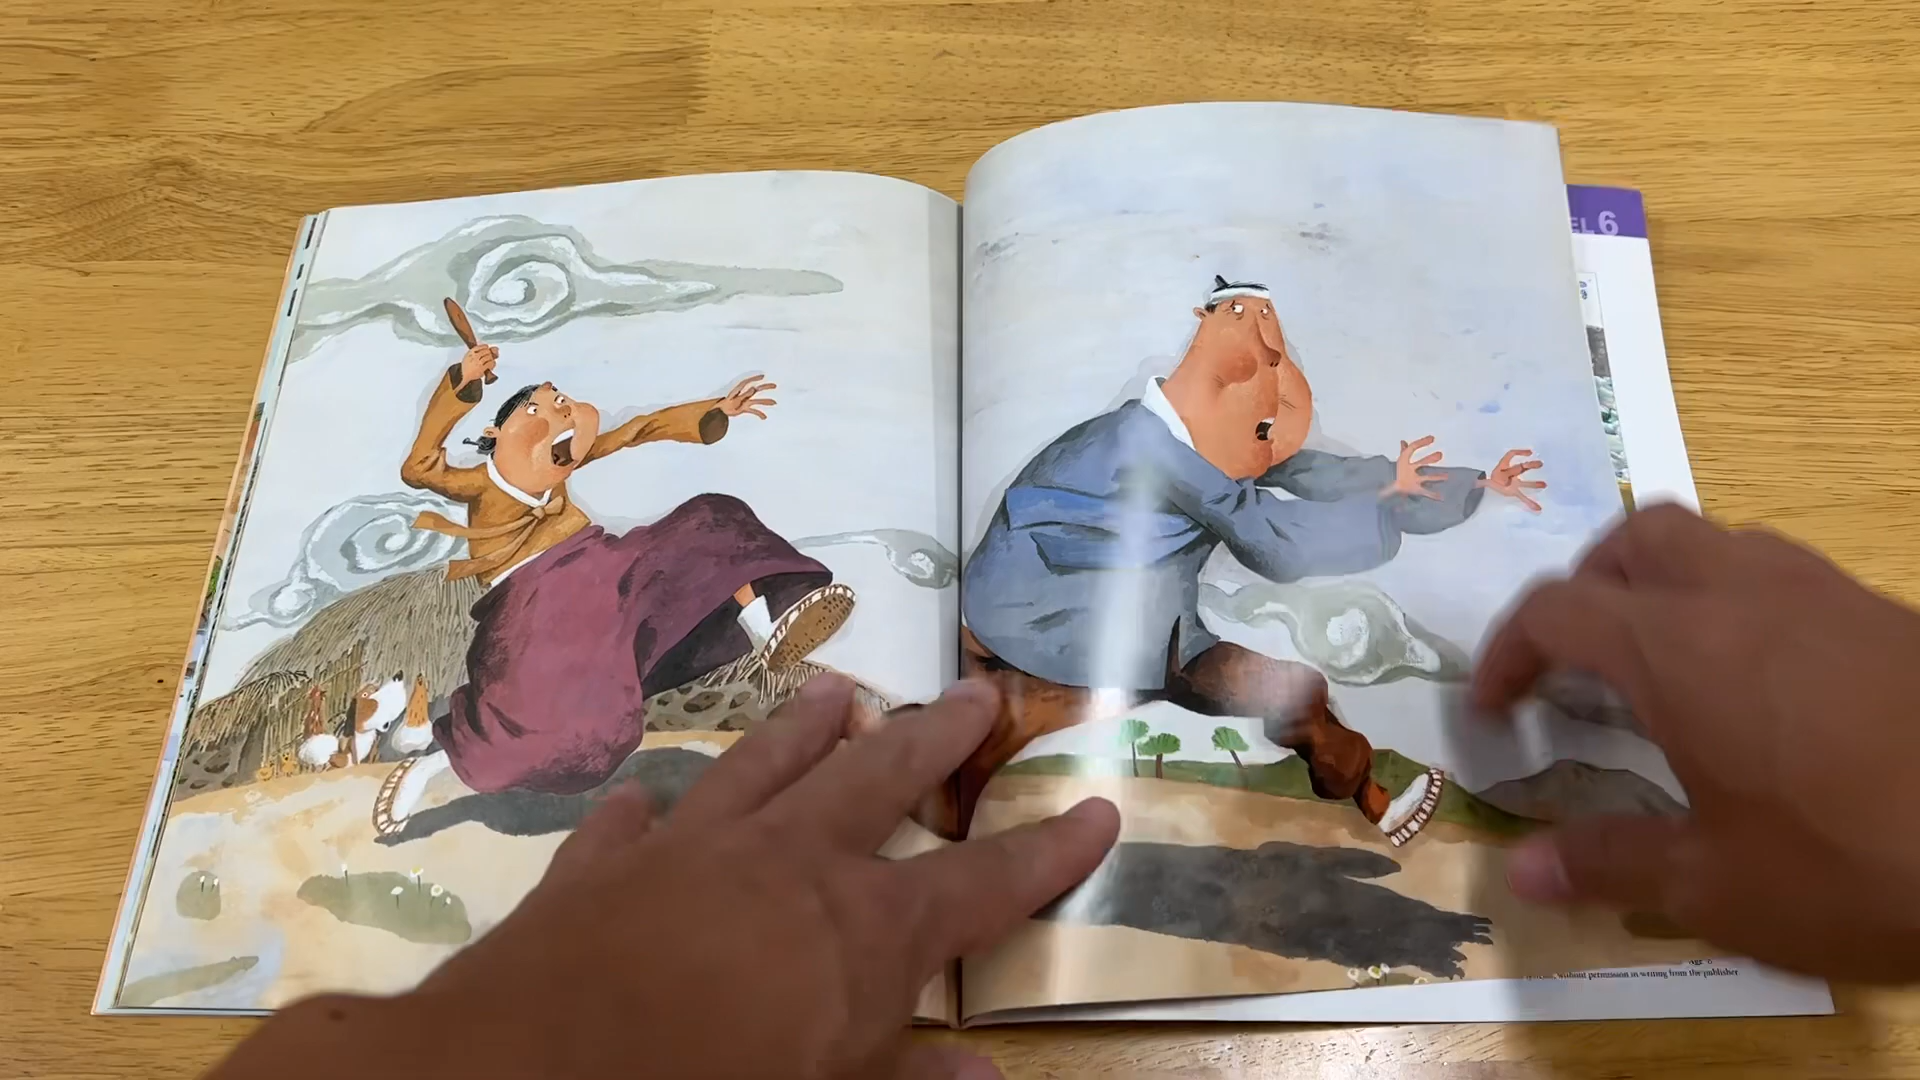 EL 6
without permission in writing from the publisher